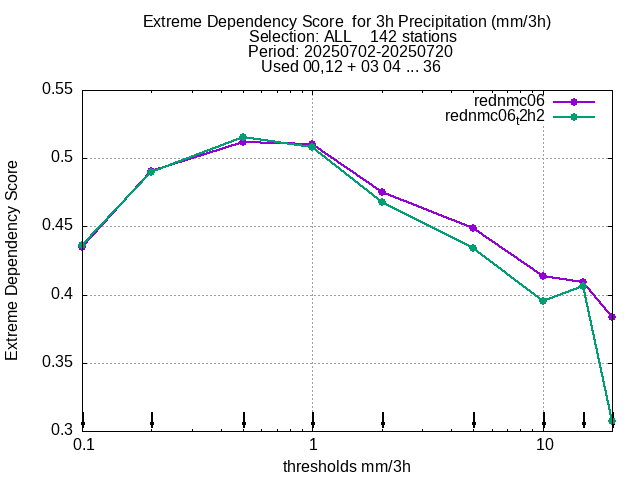 Extreme Dependency Score  for 3h Precipitation (mm/3h)
Selection: ALL    142 stations
Period: 20250702-20250720
Used 00,12 + 03 04 ... 36
rednmc06
rednmc06t2h2
0.55
0.5
0.45
0.4
0.35
0.3
Extreme Dependency Score
0.1
1
10
thresholds mm/3h